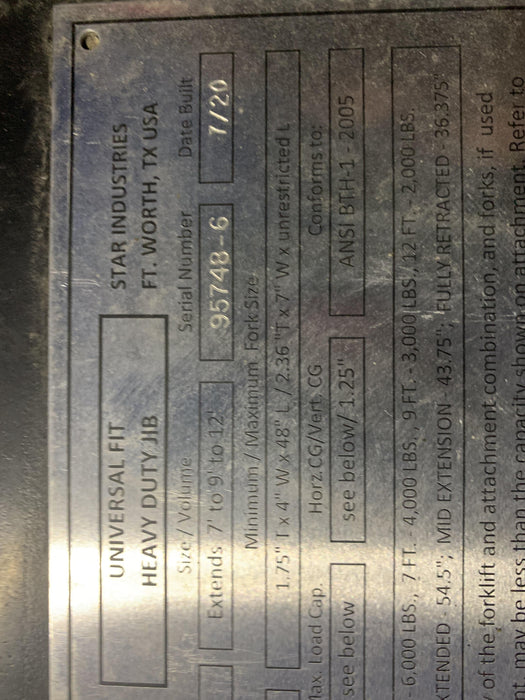 UNIVERSAL FIT STAR INDUSTRIES
HEAVY DUTY JIB FT. WORTH, TX USA
Size / Volume Serial Number Date Built
Extends 7' to 9' to 12' 95748-6 7/20
Minimum / Maximum Fork Size
1.75" T x 4" W x 48" L / 2.36 "T x 7" W x unrestricted L
Max. Load Cap. Horz.CG/Vert. CG Conforms to:
see below see below/ 1.25" ANSI BTH-1 - 2005
- 6,000 LBS., 7 FT. - 4,000 LBS., 9 FT. - 3,000 LBS., 12 FT. - 2,000 LBS.
XTENDED - 54.5"; MID EXTENSION - 43.75"; FULLY RETRACTED - 36.375"
of the forklift and attachment combination, and forks, if used
t may be less than the capacity shown on attachment. Refer to